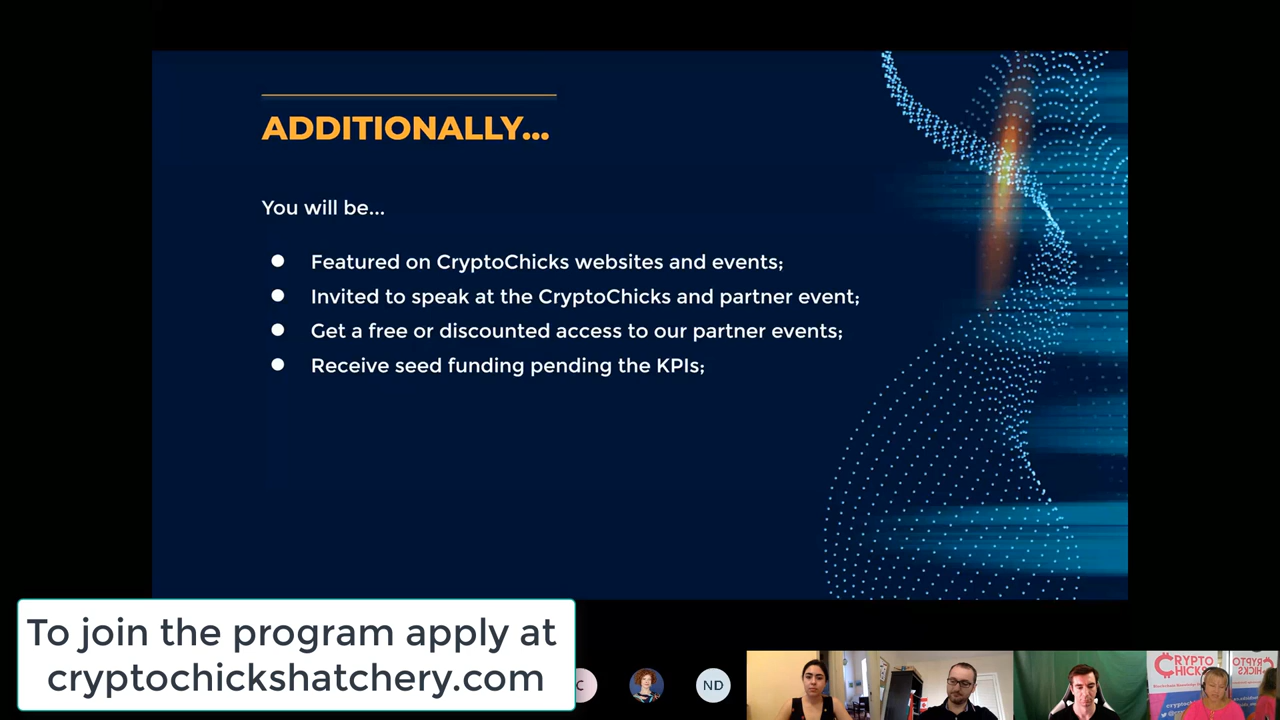 ADDITIONALLY...
You will be...
● Featured on CryptoChicks websites and events;
● Invited to speak at the CryptoChicks and partner event;
● Get a free or discounted access to our partner events;
● Receive seed funding pending the KPIs;
To join the program apply at
cryptochickshatchery.com
C
ND
CRYPTO
CHICKS